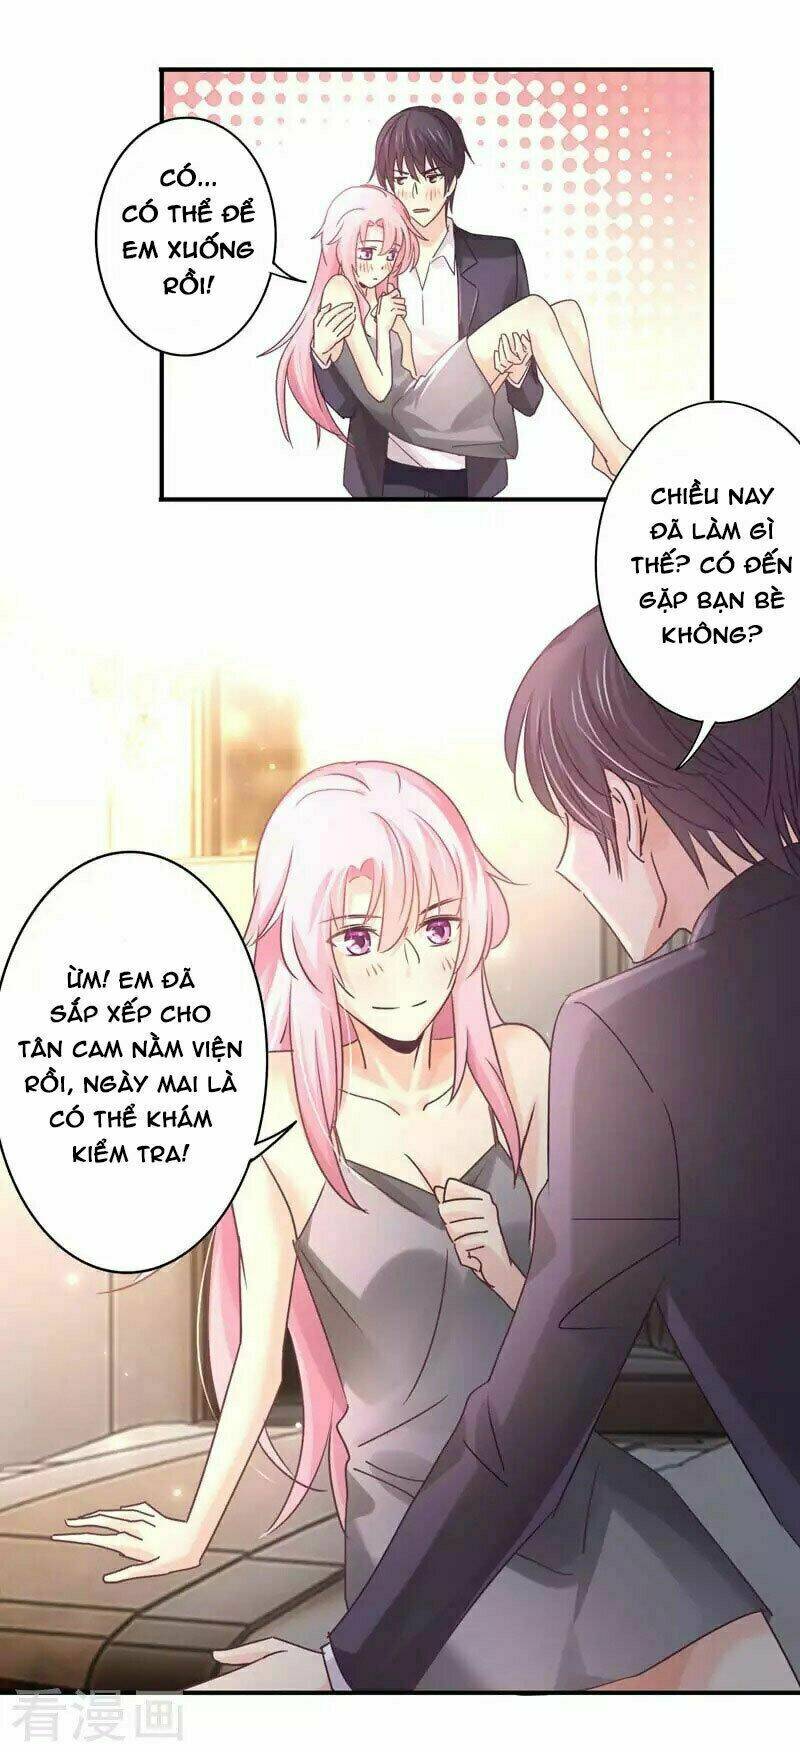 CÓ...
CÓ THỂ ĐỂ
EM XUỐNG
RỒI!
CHIỀU NAY
ĐÃ LÀM GÌ
THẾ? CÓ ĐẾN
GẶP BẠN BÈ
KHÔNG?
ỪM! EM ĐÃ
SẮP XẾP CHO
TÂN CAM NẰM VIỆN
RỒI, NGÀY MAI LÀ
CÓ THỂ KHÁM
KIỂM TRA!
看漫画